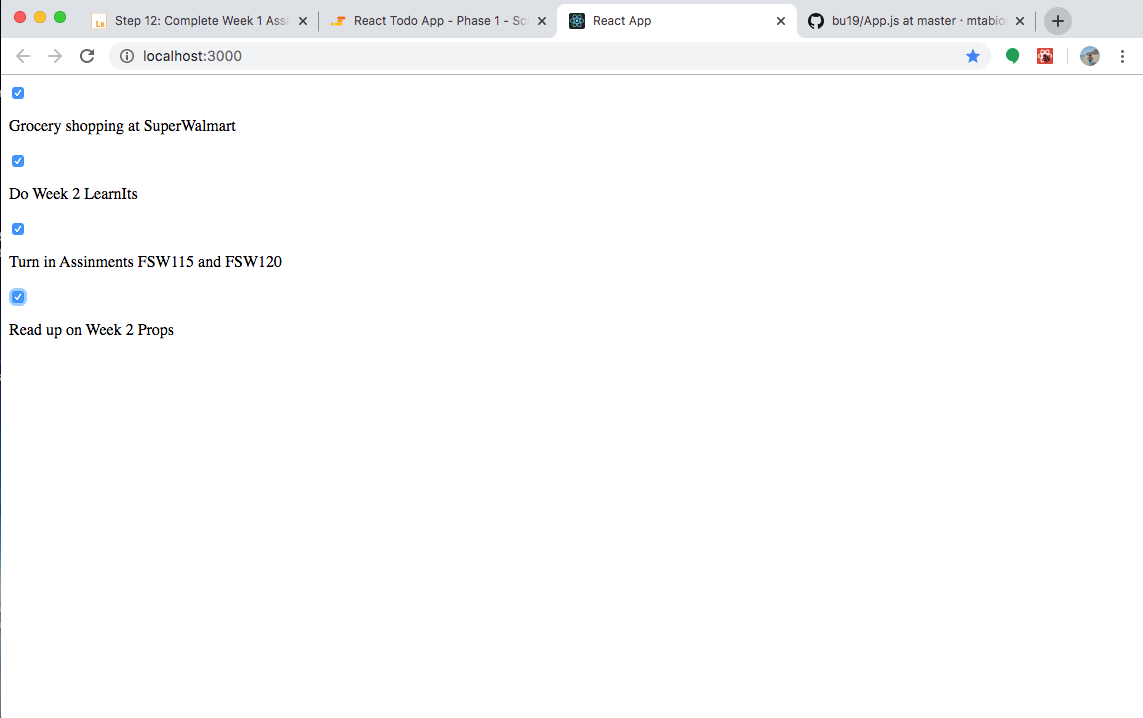 Step 12: Complete Week 1 Assi
React Todo App - Phase 1 - Sc
React App
bu19/App.js at master · mtabio
localhost:3000
Grocery shopping at SuperWalmart
Do Week 2 LearnIts
Turn in Assinments FSW115 and FSW120
Read up on Week 2 Props